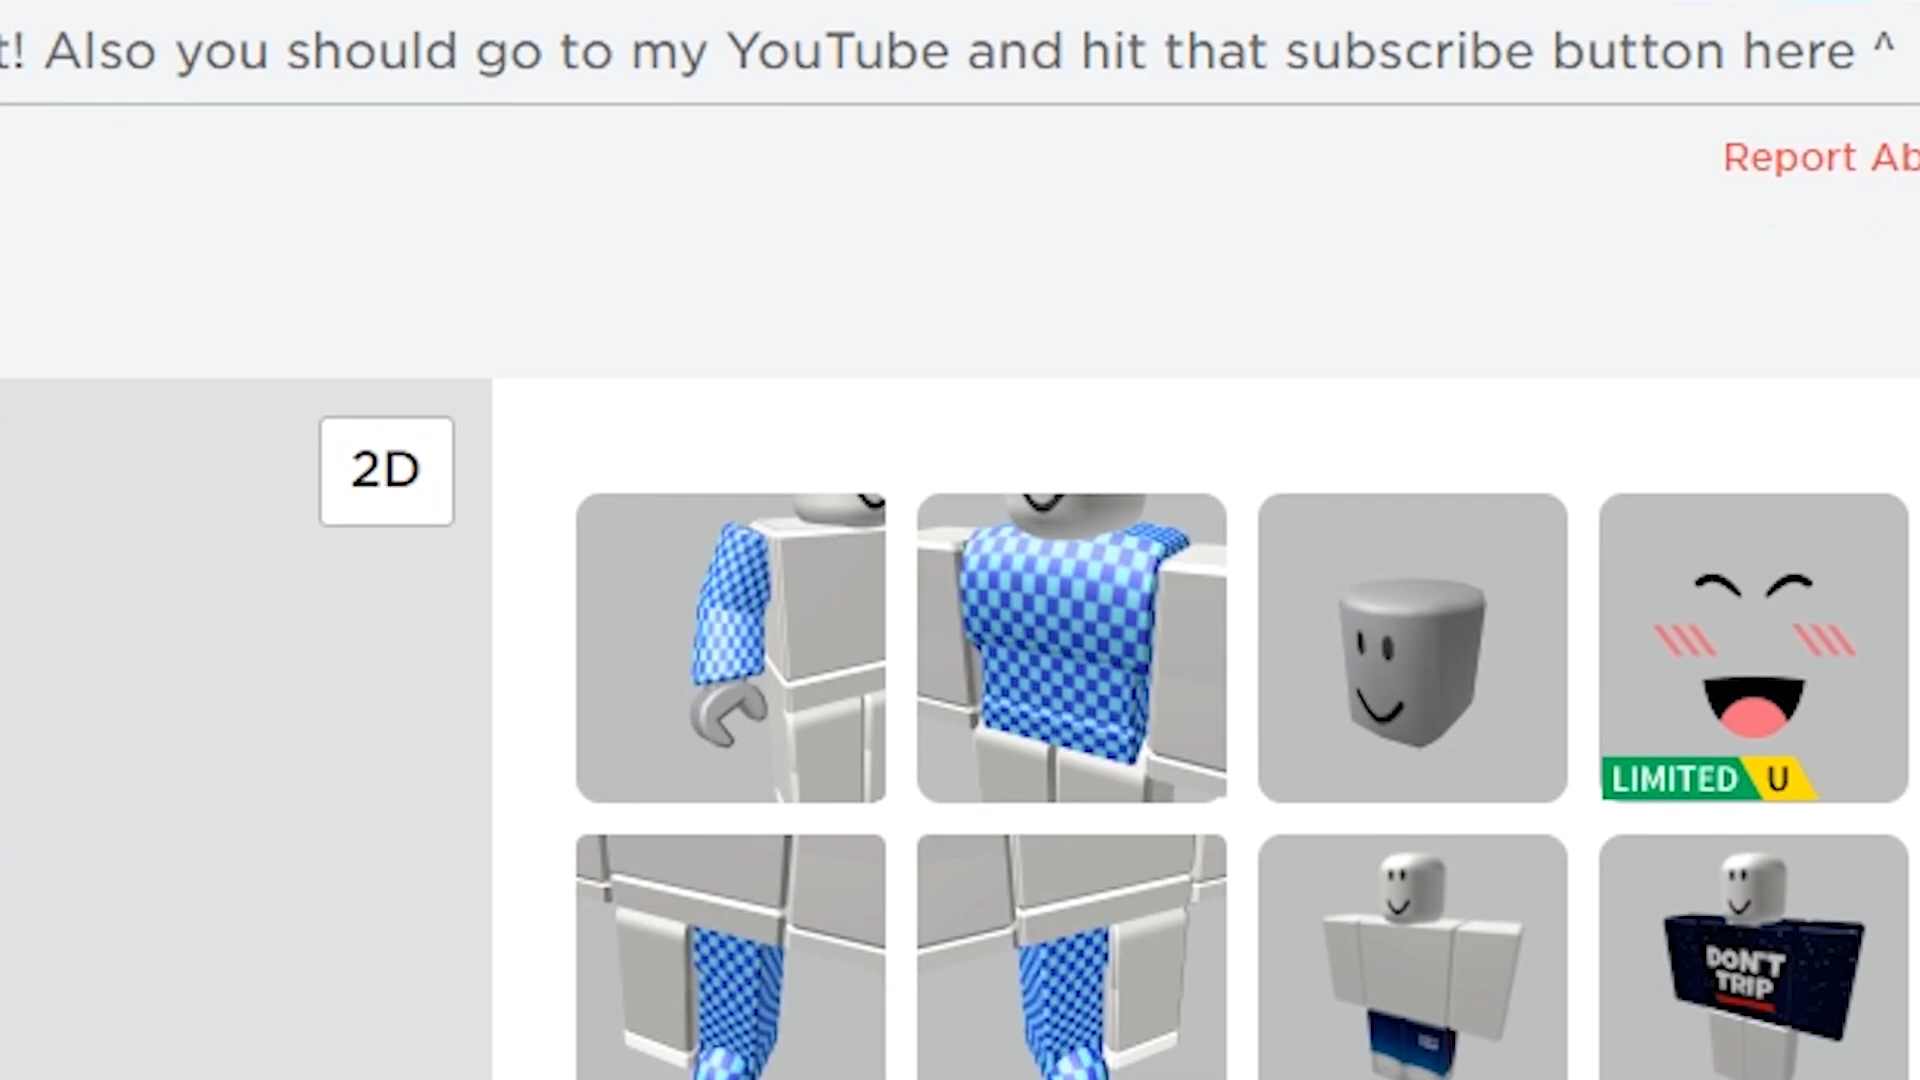 t! Also you should go to my YouTube and hit that subscribe button here ^
Report Ab
2D
LIMITED U
DON'T
TRIP